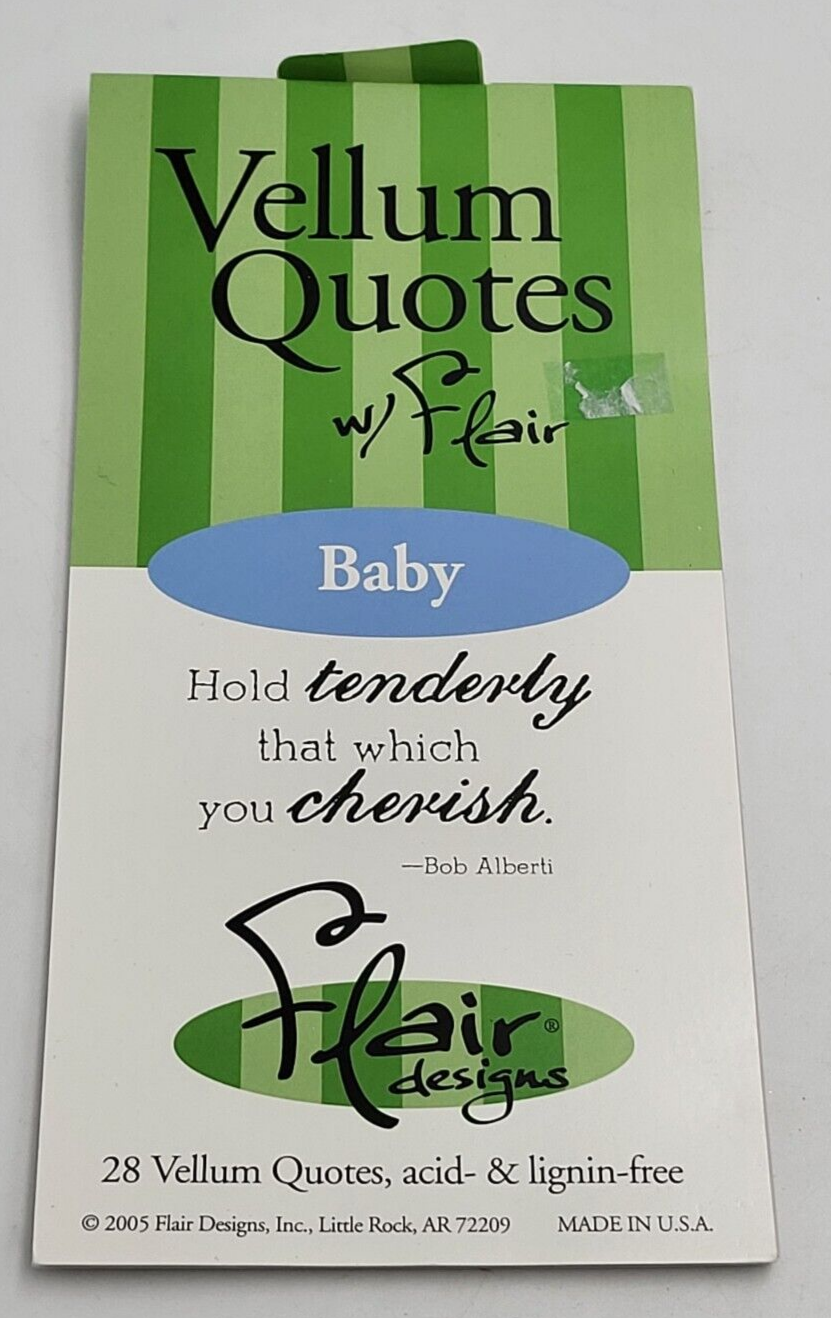 Vellum
Quotes
w/ Flair
Baby
Hold tenderly
that which
you cherish.
—Bob Alberti
Flair®
designs
28 Vellum Quotes, acid- & lignin-free
© 2005 Flair Designs, Inc., Little Rock, AR 72209 MADE IN U.S.A.